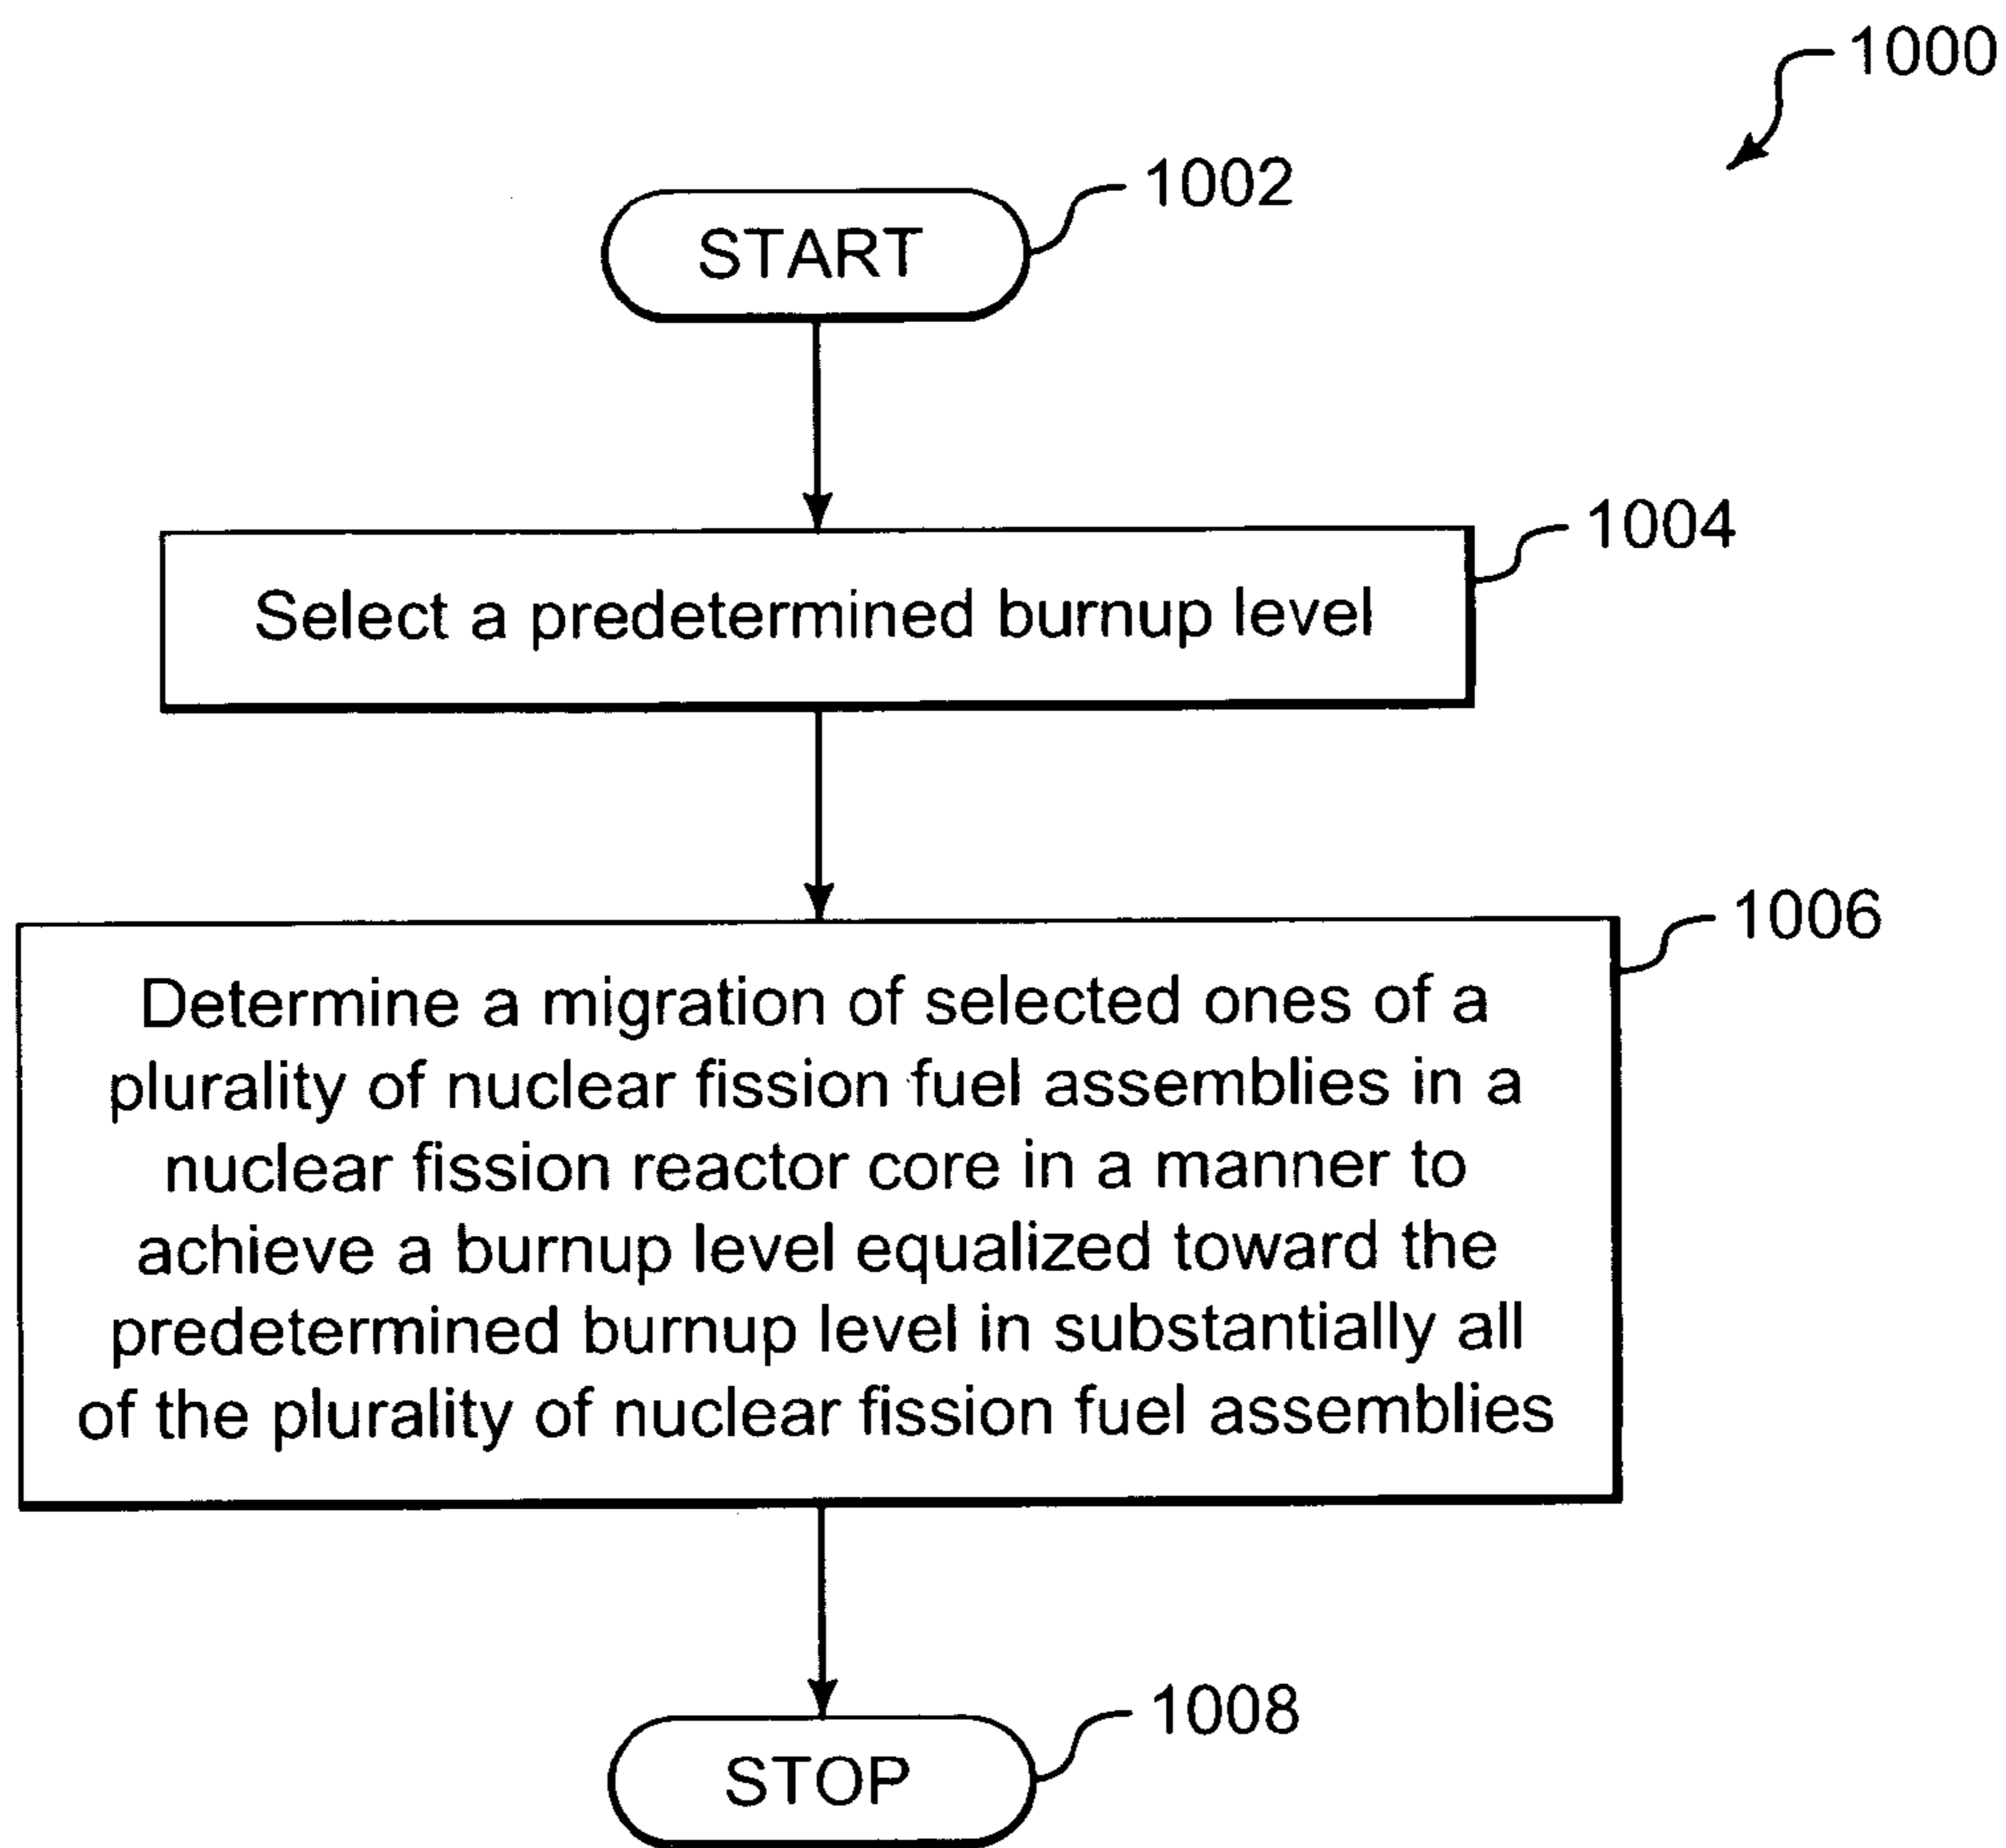 1000
1002
START
1004
Select a predetermined burnup level
1006
Determine a migration of selected ones of a
plurality of nuclear fission fuel assemblies in a
nuclear fission reactor core in a manner to
achieve a burnup level equalized toward the
predetermined burnup level in substantially all
of the plurality of nuclear fission fuel assemblies
1008
STOP